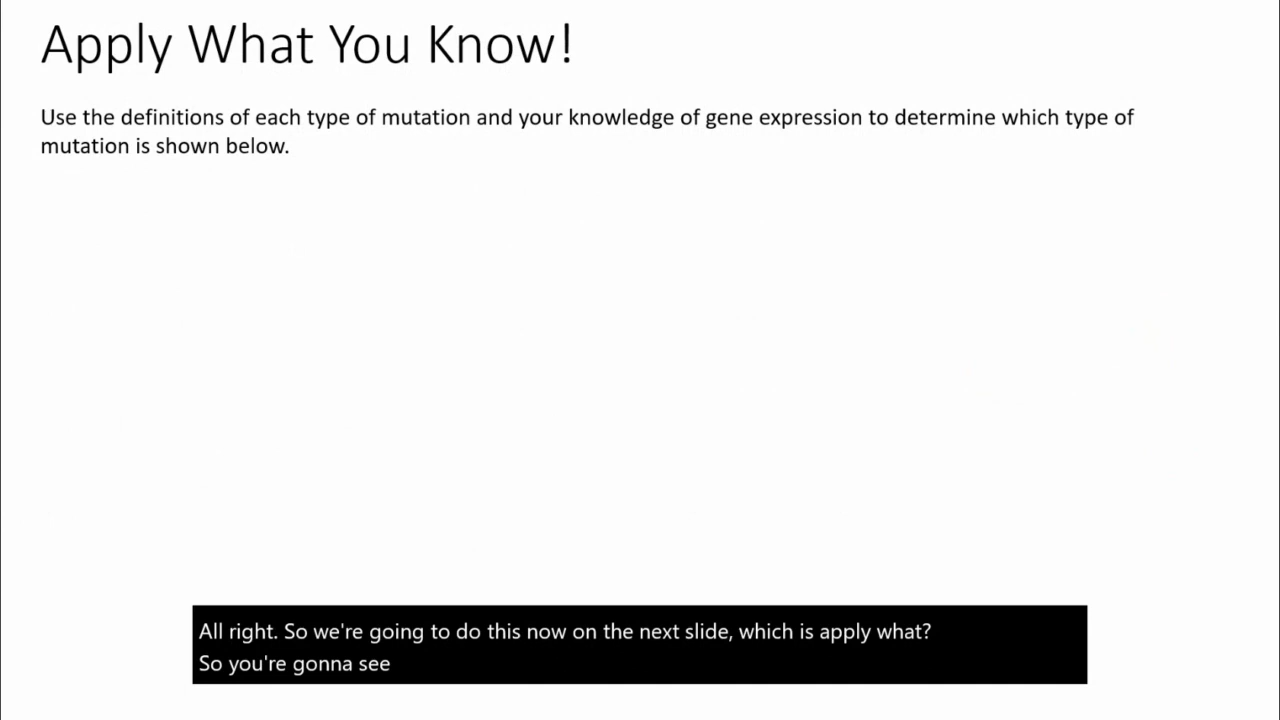 Apply What You Know!
Use the definitions of each type of mutation and your knowledge of gene expression to determine which type of
mutation is shown below.
All right. So we're going to do this now on the next slide, which is apply what?
So you're gonna see